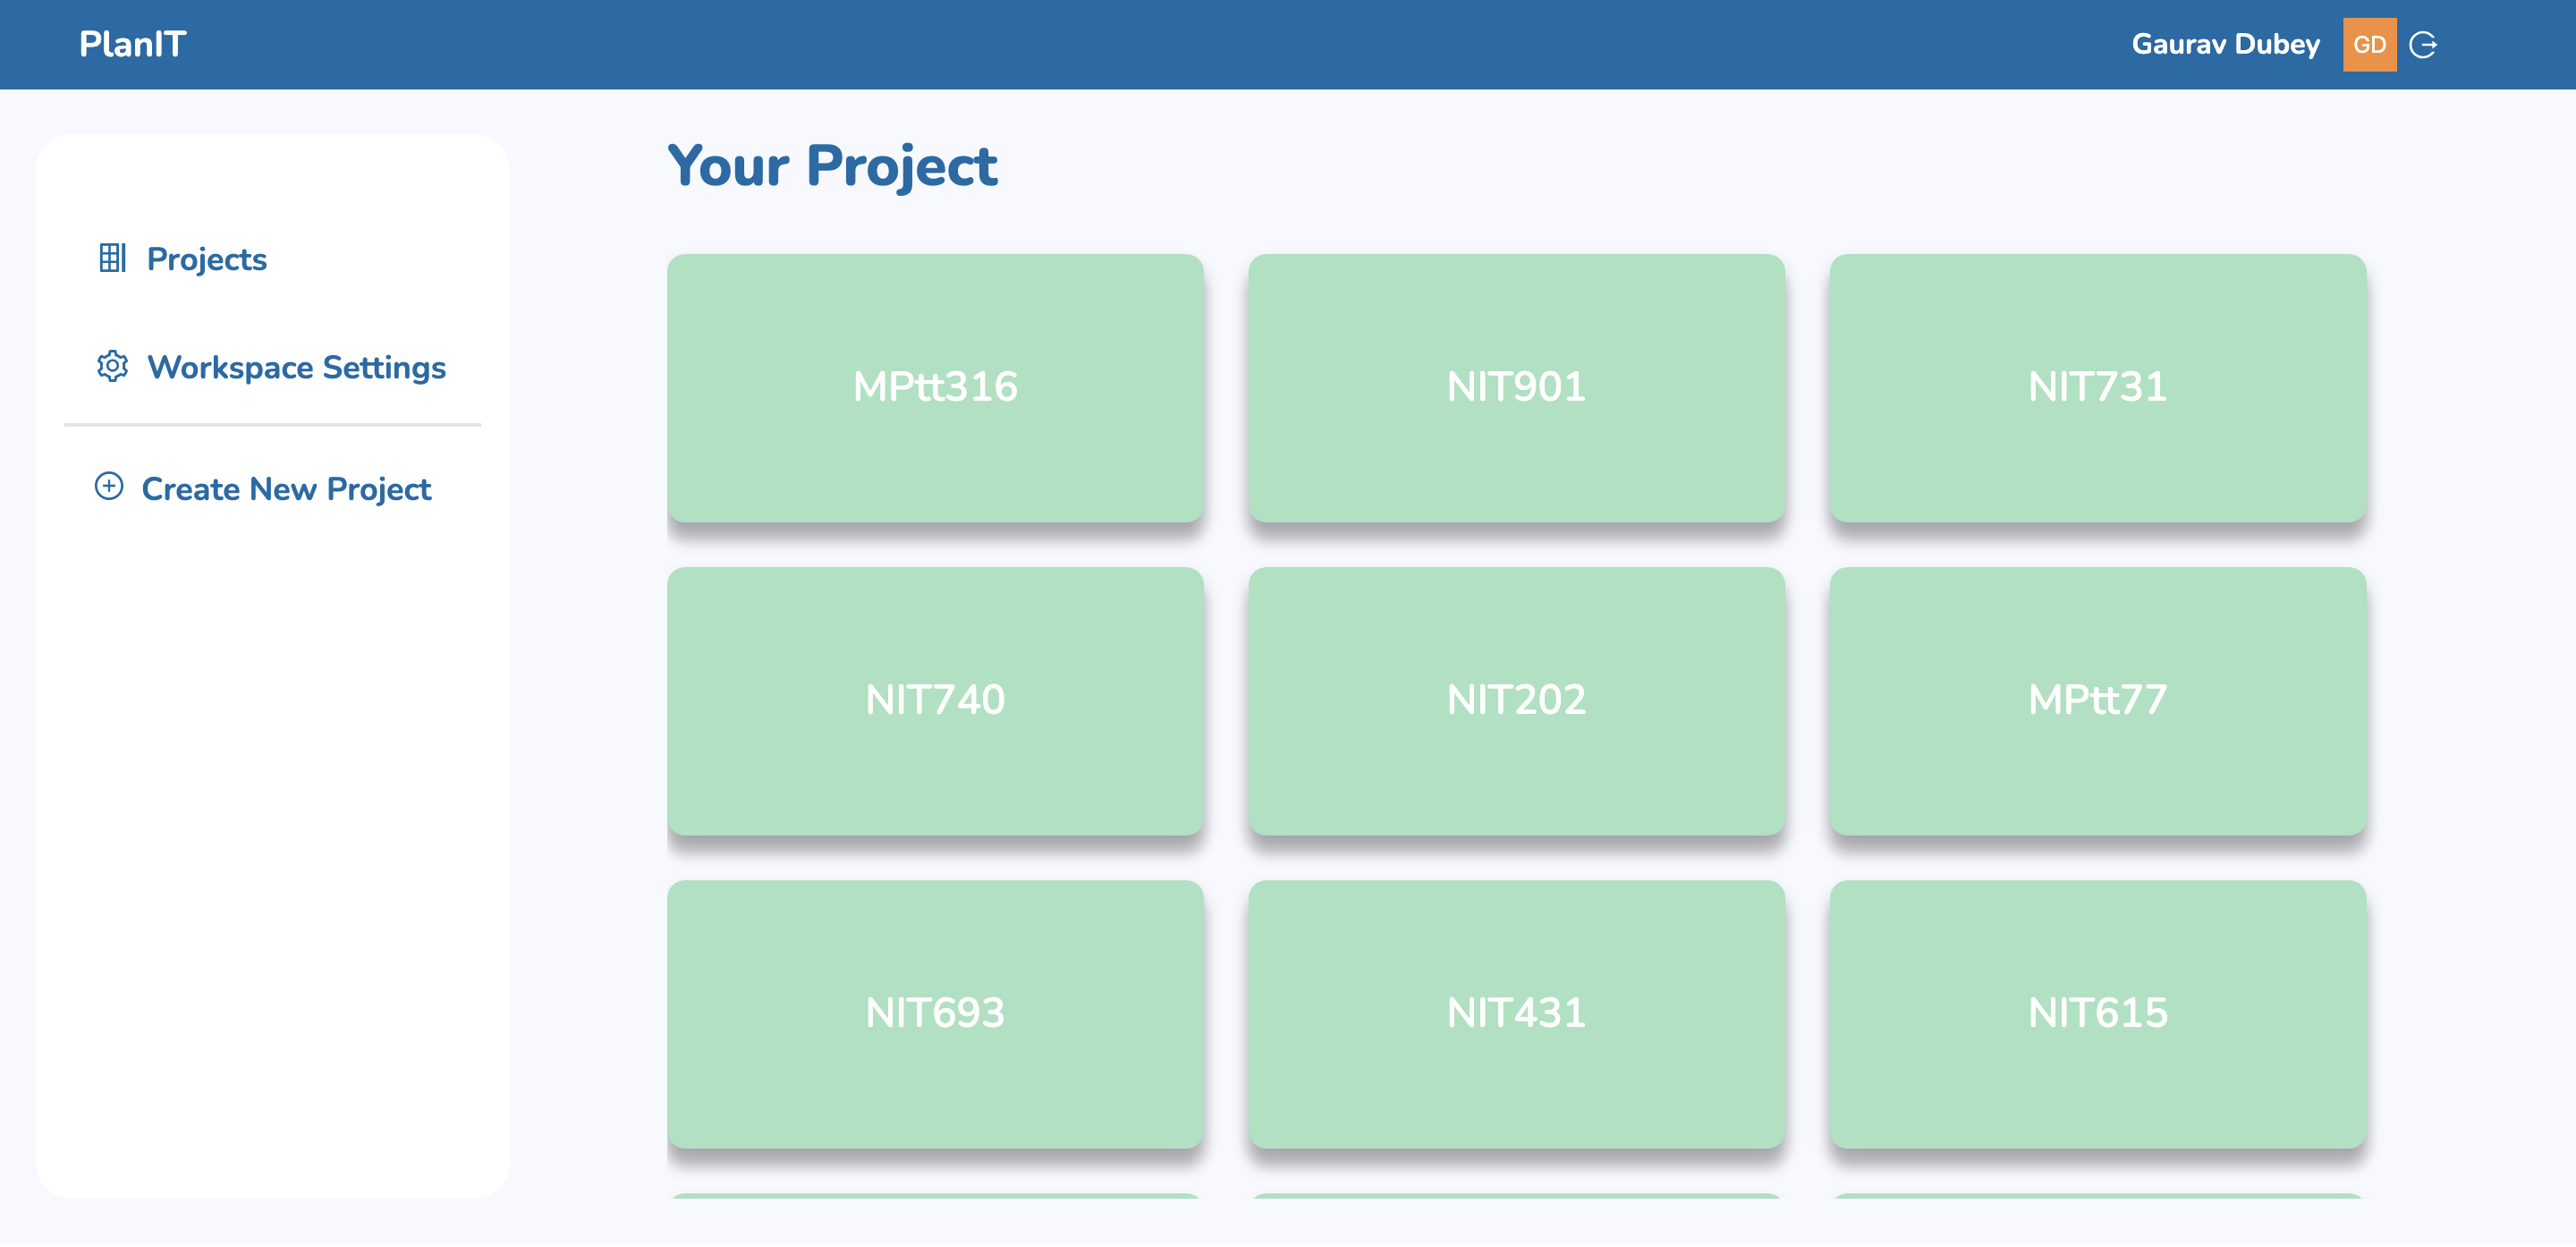 PlanIT
Gaurav Dubey GD
Your Project
Projects
Workspace Settings
Create New Project
MPtt316 NIT901 NIT731
NIT740 NIT202 MPtt77
NIT693 NIT431 NIT615